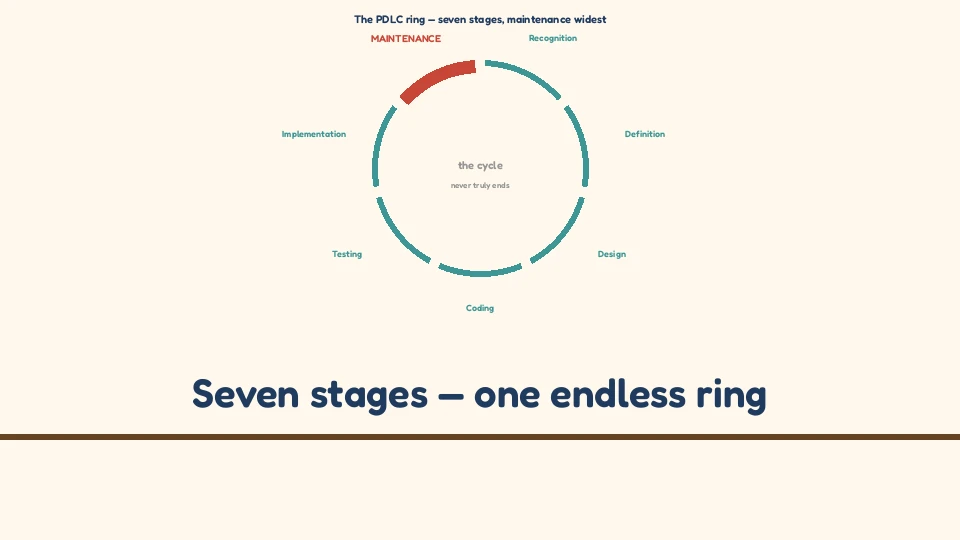 The PDLC ring — seven stages, maintenance widest
MAINTENANCE
Recognition
Implementation
Definition
the cycle
never truly ends
Testing
Design
Coding
Seven stages — one endless ring